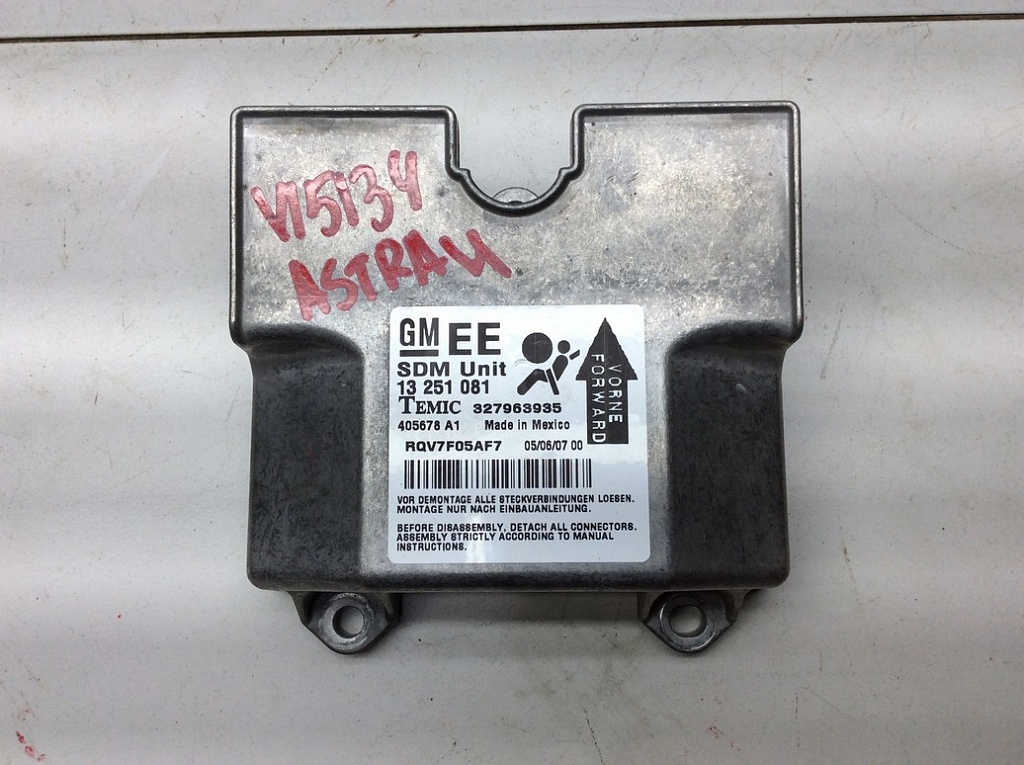 V15134
ASTRA 4
GM EE
SDM Unit
13 251 081
TEMIC 327963935
405678 A1 Made in Mexico
RQV7F05AF7 05/06/07 00
VORNE
FORWARD
VOR DEMONTAGE ALLE STECKVERBINDUNGEN LOESEN.
MONTAGE NUR NACH EINBAUANLEITUNG.
BEFORE DISASSEMBLY, DETACH ALL CONNECTORS.
ASSEMBLY STRICTLY ACCORDING TO MANUAL
INSTRUCTIONS.